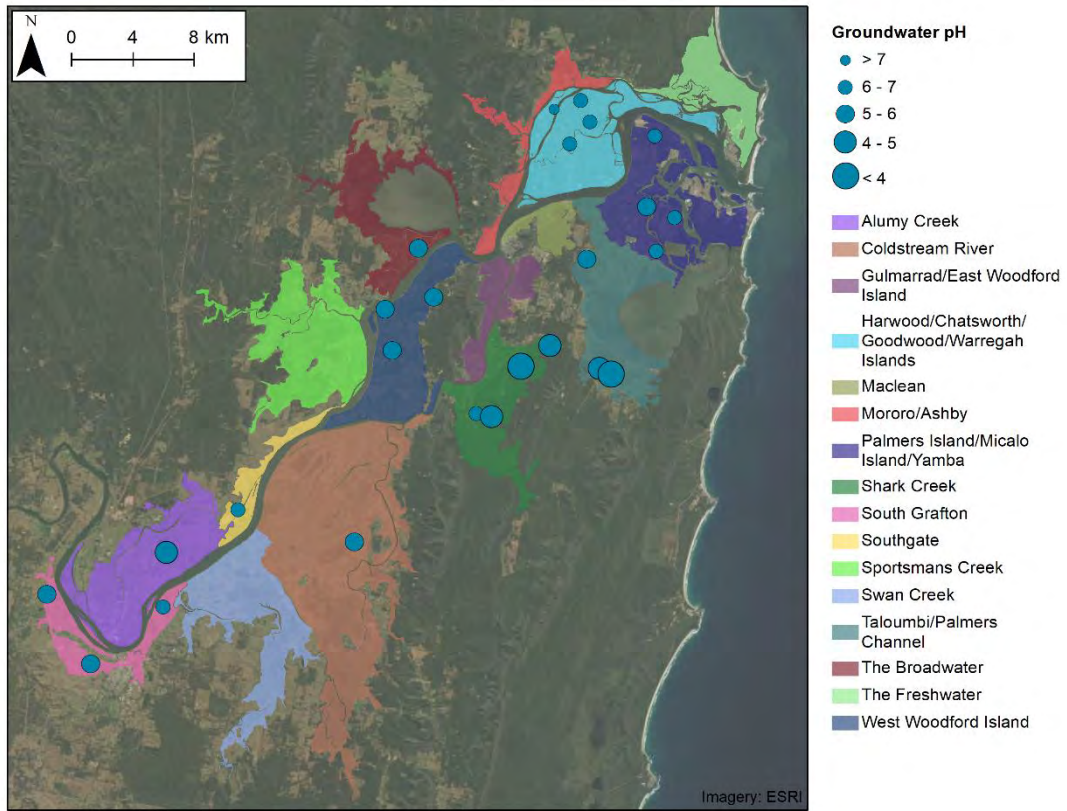 N
0 4 8 km
Imagery: ESRI
Groundwater pH
> 7
6 - 7
5 - 6
4 - 5
< 4
Alumy Creek
Coldstream River
Gulmarrad/East Woodford
Island
Harwood/Chatsworth/
Goodwood/Warregah
Islands
Maclean
Mororo/Ashby
Palmers Island/Micalo
Island/Yamba
Shark Creek
South Grafton
Southgate
Sportsmans Creek
Swan Creek
Taloumbi/Palmers
Channel
The Broadwater
The Freshwater
West Woodford Island